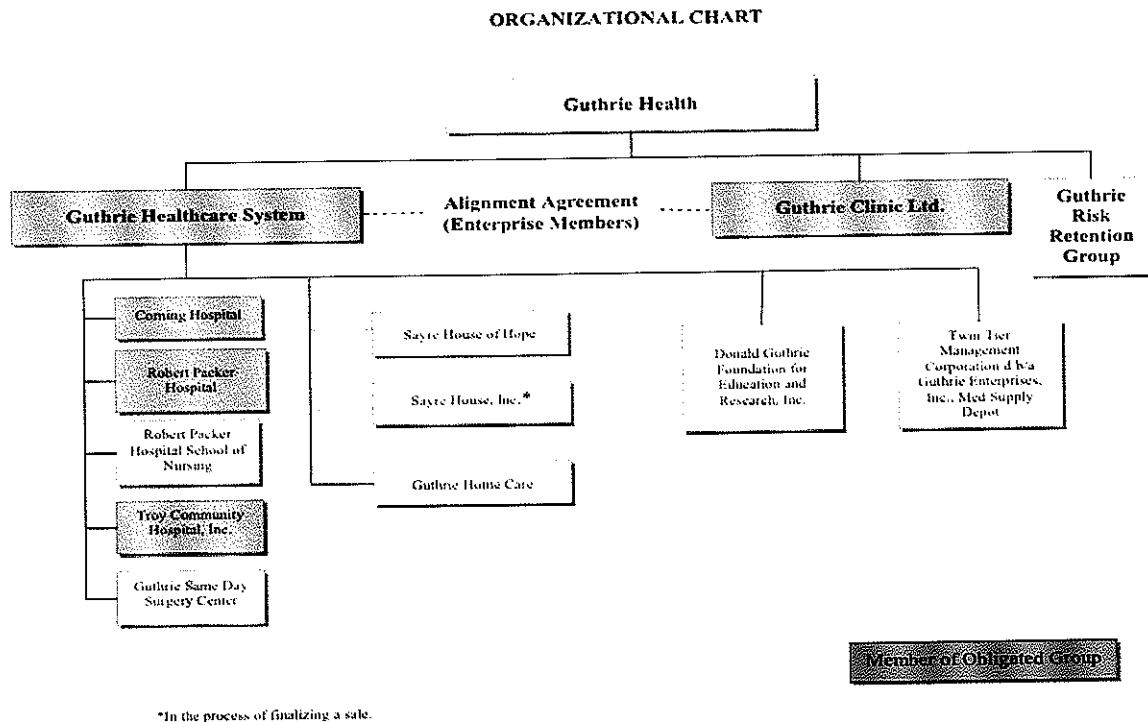 ORGANIZATIONAL CHART
Guthrie Health
Guthrie Healthcare System
Alignment Agreement
(Enterprise Members)
Guthrie Clinic Ltd.
Guthrie
Risk
Retention
Group
Corning Hospital
Robert Packer
Hospital
Robert Packer
Hospital School of
Nursing
Troy Community
Hospital, Inc.
Guthrie Same Day
Surgery Center
Sayre House of Hope
Sayre House, Inc.*
Guthrie Home Care
Donald Guthrie
Foundation for
Education and
Research, Inc.
Twin Tier
Management
Corporation d/b/a
Guthrie Enterprises,
Inc., Med Supply
Depot
Member of Obligated Group
*In the process of finalizing a sale.